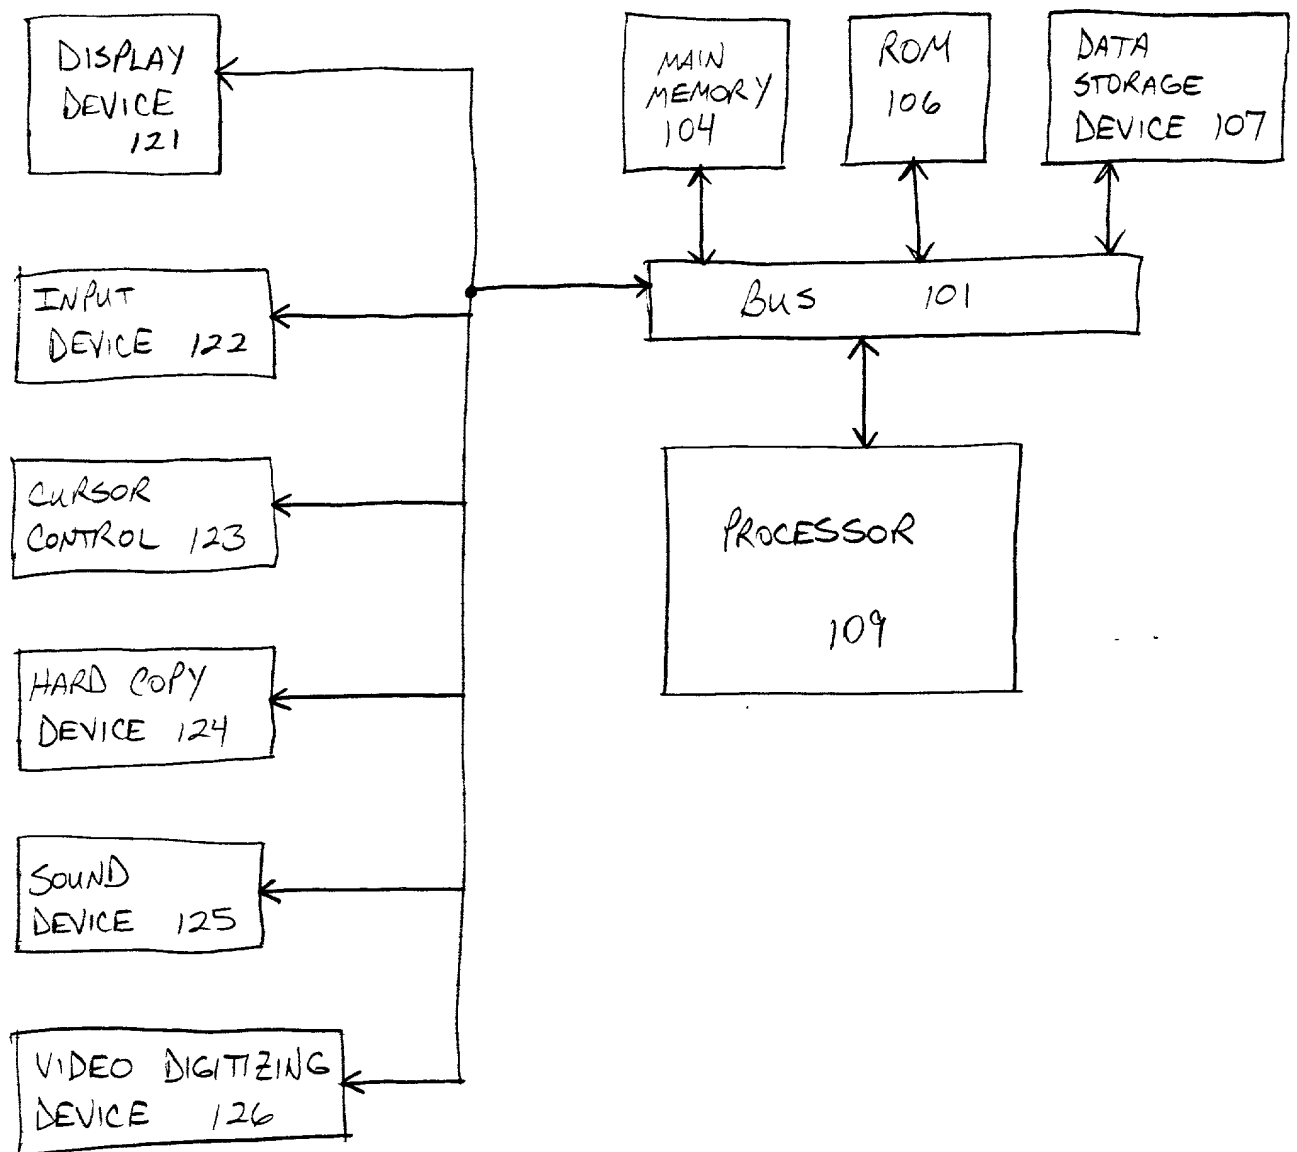 DISPLAY
DEVICE
121
MAIN
MEMORY
104
ROM
106
DATA
STORAGE
DEVICE 107
INPUT
DEVICE 122
BUS 101
CURSOR
CONTROL 123
PROCESSOR
109
HARD COPY
DEVICE 124
SOUND
DEVICE 125
VIDEO DIGITIZING
DEVICE 126